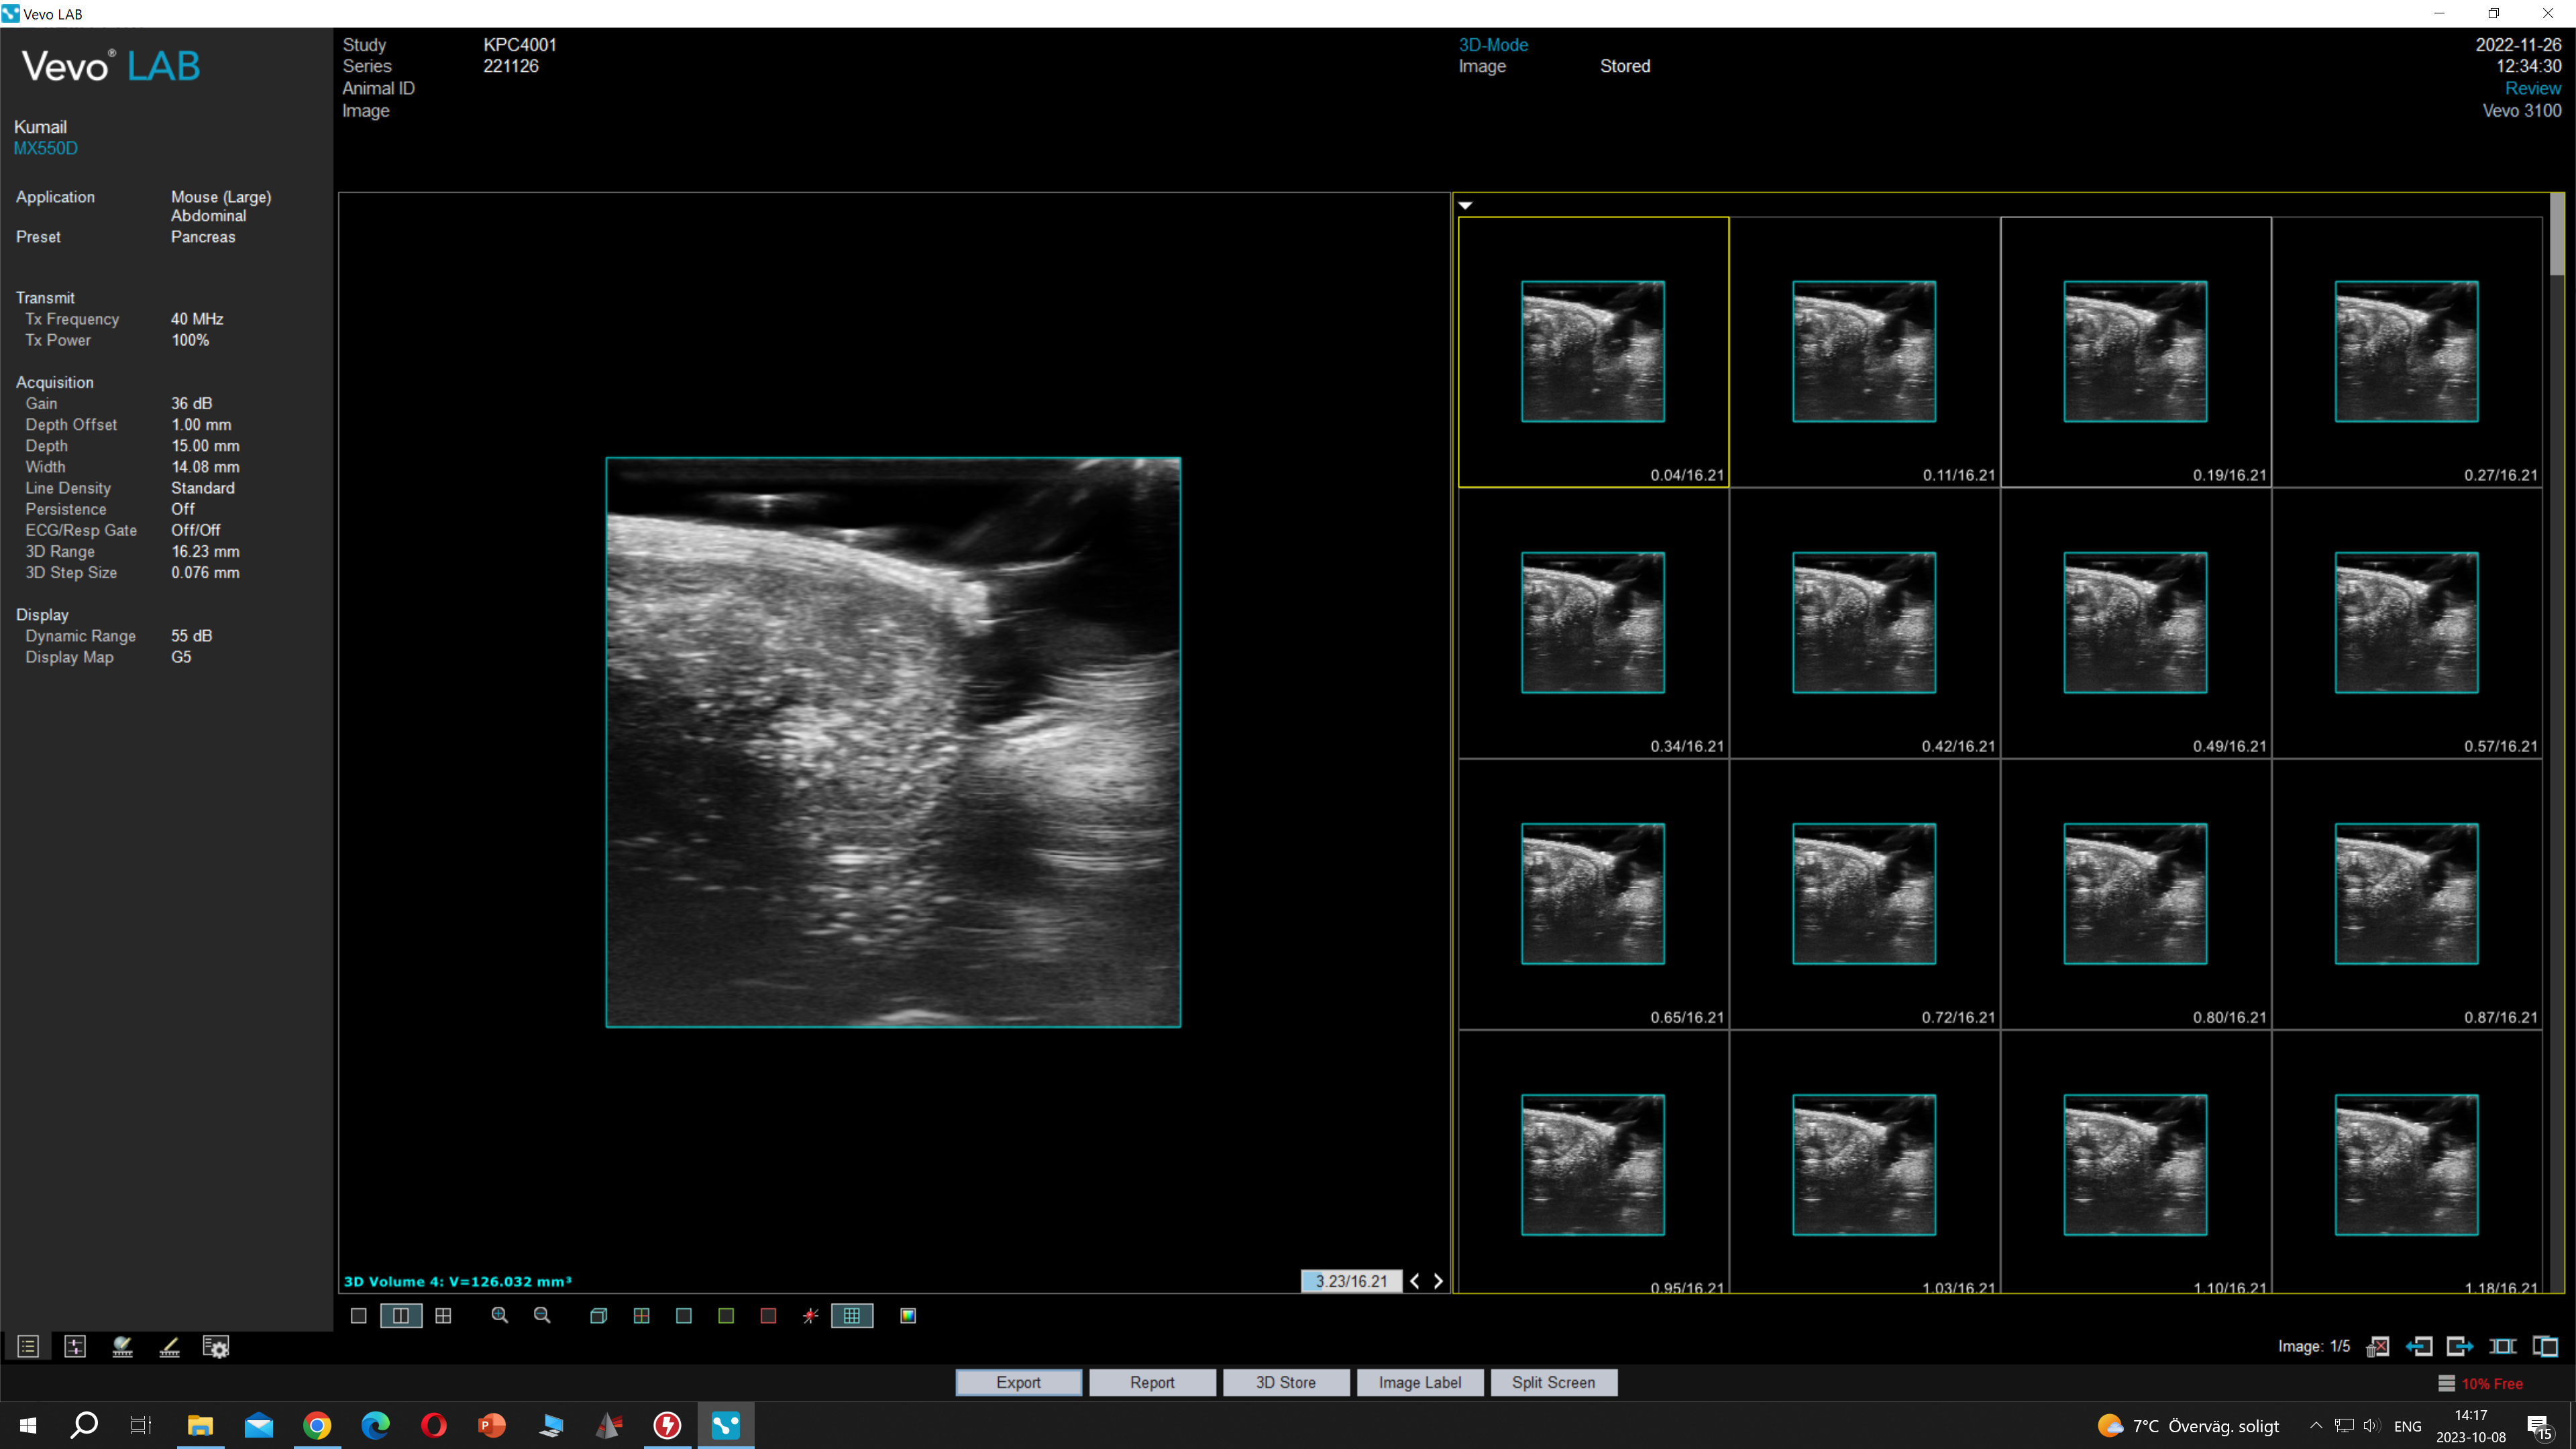 Vevo LAB
Vevo® LAB
Kumail
MX550D
Application Mouse (Large)
Abdominal
Preset Pancreas
Transmit
Tx Frequency 40 MHz
Tx Power 100%
Acquisition
Gain 36 dB
Depth Offset 1.00 mm
Depth 15.00 mm
Width 14.08 mm
Line Density Standard
Persistence Off
ECG/Resp Gate Off/Off
3D Range 16.23 mm
3D Step Size 0.076 mm
Display
Dynamic Range 55 dB
Display Map G5
Study KPC4001
Series 221126
Animal ID
Image
3D-Mode
Image Stored
2022-11-26
12:34:30
Review
Vevo 3100
0.04/16.21 0.11/16.21 0.19/16.21 0.27/16.21
0.34/16.21 0.42/16.21 0.49/16.21 0.57/16.21
0.65/16.21 0.72/16.21 0.80/16.21 0.87/16.21
0.95/16.21 1.03/16.21 1.10/16.21 1.18/16.21
3D Volume 4: V=126.032 mm³
3.23/16.21
Image: 1/5
Export Report 3D Store Image Label Split Screen
10% Free
7°C Överväg. soligt
ENG
14:17
2023-10-08
15